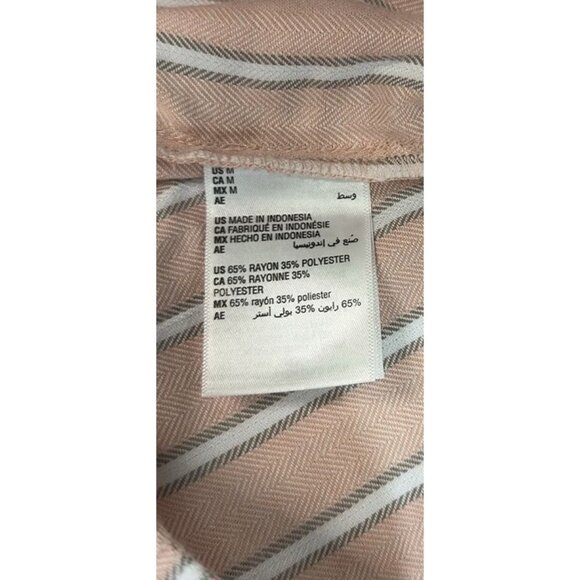 US M
CA M
MX M
AE وسط
US MADE IN INDONESIA
CA FABRIQUÉ EN INDONÉSIE
MX HECHO EN INDONESIA
AE صنع في إندونيسيا
US 65% RAYON 35% POLYESTER
CA 65% RAYONNE 35%
POLYESTER
MX 65% rayón 35% poliester
AE 65% رايون 35% بولي أستر